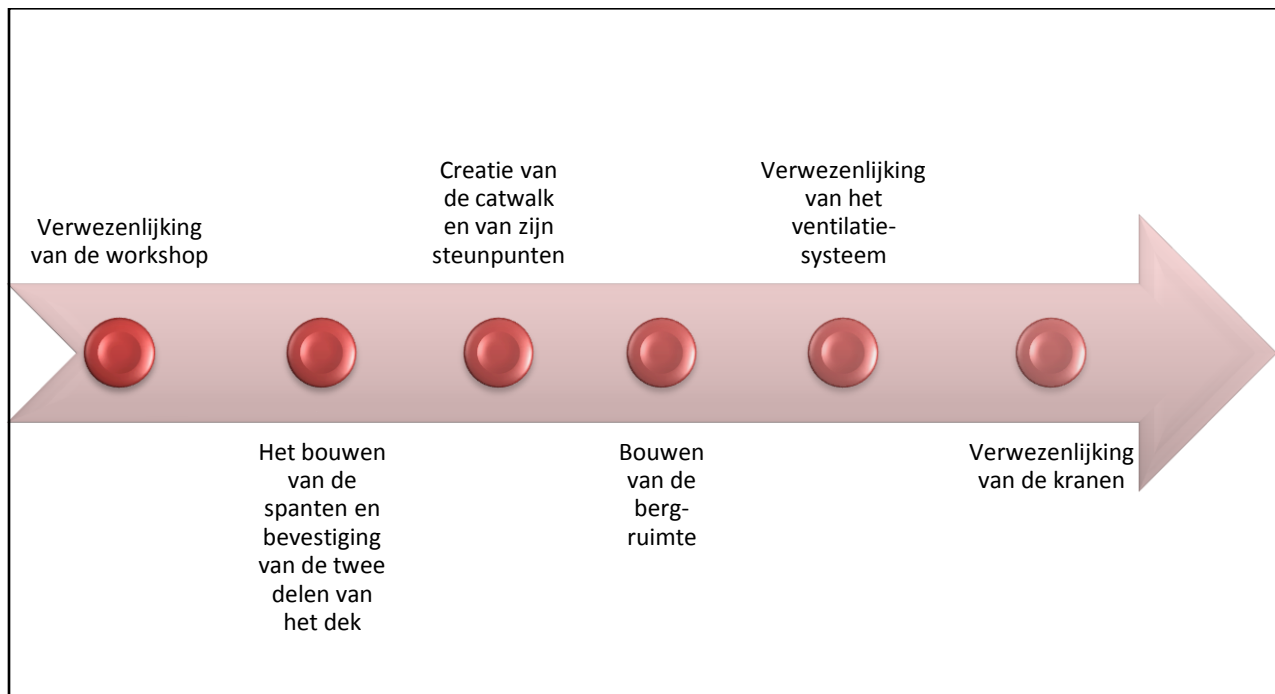 Verwezenlijking
van de workshop
Het bouwen
van de
spanten en
bevestiging
van de twee
delen van
het dek
Creatie van
de catwalk
en van zijn
steunpunten
Bouwen
van de
berg-
ruimte
Verwezenlijking
van het
ventilatie-
systeem
Verwezenlijking
van de kranen